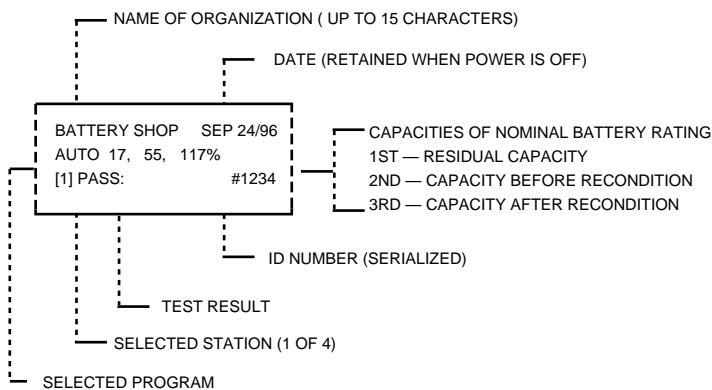 NAME OF ORGANIZATION ( UP TO 15 CHARACTERS)
DATE (RETAINED WHEN POWER IS OFF)
BATTERY SHOP SEP 24/96
AUTO 17, 55, 117%
[1] PASS: #1234
CAPACITIES OF NOMINAL BATTERY RATING
1ST — RESIDUAL CAPACITY
2ND — CAPACITY BEFORE RECONDITION
3RD — CAPACITY AFTER RECONDITION
ID NUMBER (SERIALIZED)
TEST RESULT
SELECTED STATION (1 OF 4)
SELECTED PROGRAM